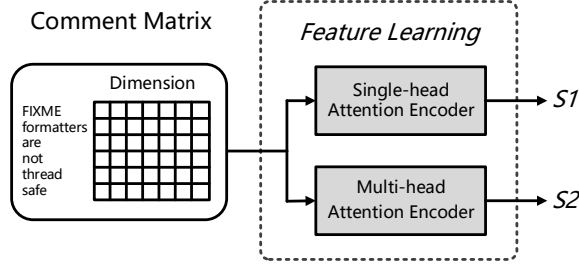 Comment Matrix
Dimension
FIXME
formatters
are
not
thread
safe
Feature Learning
Single-head
Attention Encoder
S1
Multi-head
Attention Encoder
S2